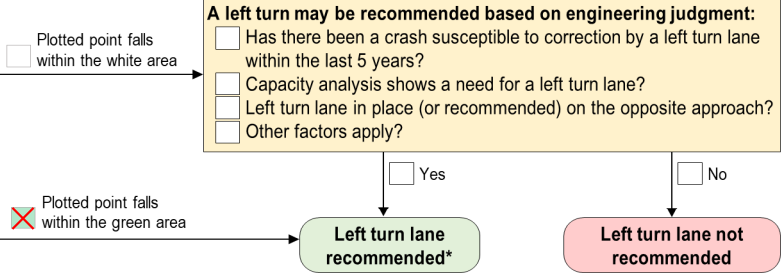 A left turn may be recommended based on engineering judgment:
Plotted point falls
within the white area
Has there been a crash susceptible to correction by a left turn lane
within the last 5 years?
Capacity analysis shows a need for a left turn lane?
Left turn lane in place (or recommended) on the opposite approach?
Other factors apply?
Yes
No
Plotted point falls
within the green area
Left turn lane
recommended*
Left turn lane not
recommended